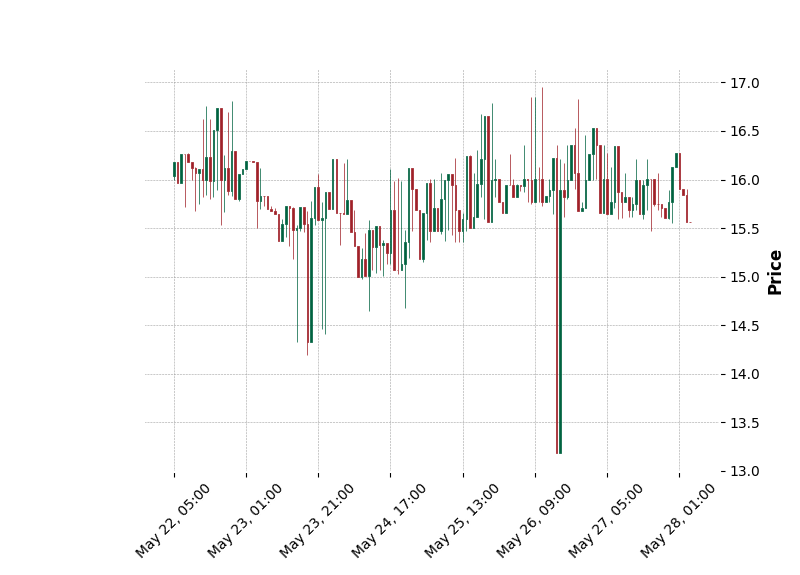 17.0
16.5
16.0
15.5
15.0
14.5
14.0
13.5
13.0
Price
May 22, 05:00
May 23, 01:00
May 23, 21:00
May 24, 17:00
May 25, 13:00
May 26, 09:00
May 27, 05:00
May 28, 01:00